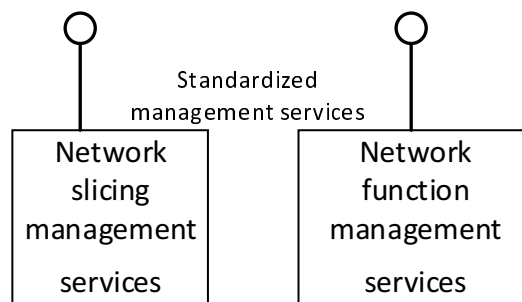 Standardized
management services
Network
slicing
management
services
Network
function
management
services